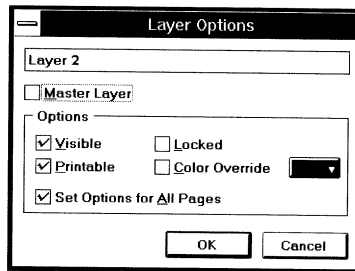 Layer Options
Layer 2
Master Layer
Options
Visible
Locked
Printable
Color Override
Set Options for All Pages
OK
Cancel